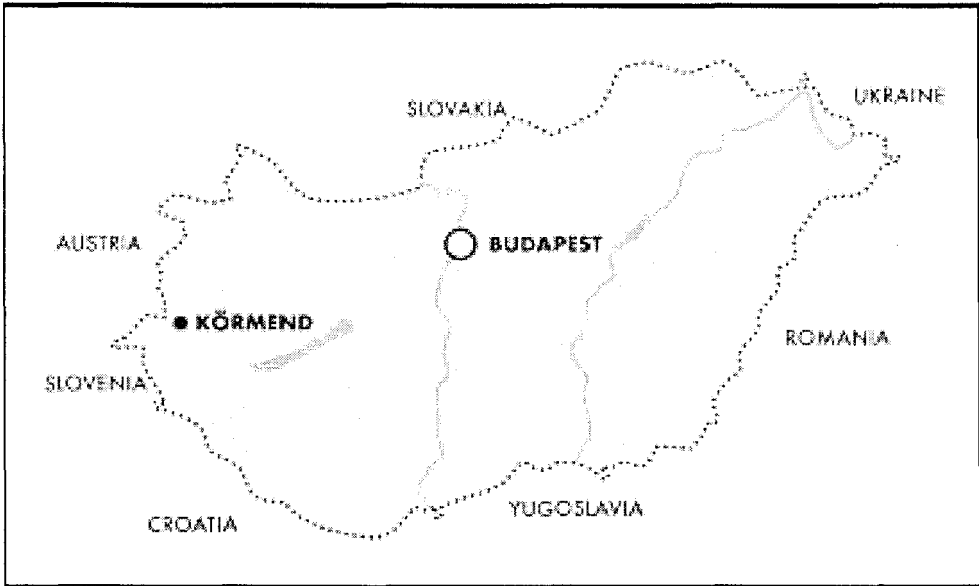 SLOVAKIA
UKRAINE
AUSTRIA
BUDAPEST
KÖRMEND
ROMANIA
SLOVENIA
YUGOSLAVIA
CROATIA